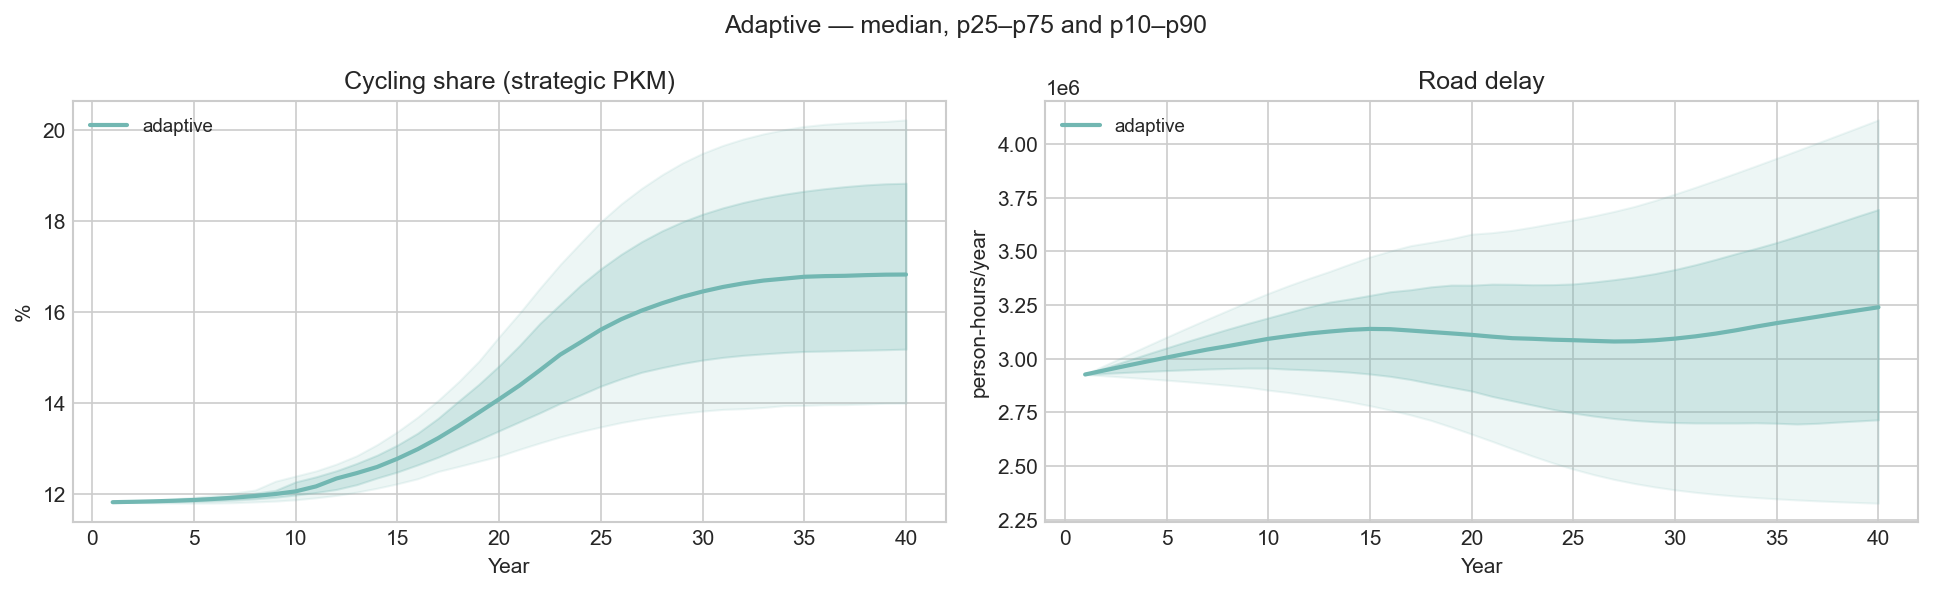 Adaptive — median, p25–p75 and p10–p90
Cycling share (strategic PKM)
adaptive
20
18
16
14
12
%
0 5 10 15 20 25 30 35 40
Year
Road delay
1e6
adaptive
4.00
3.75
3.50
3.25
3.00
2.75
2.50
2.25
person-hours/year
0 5 10 15 20 25 30 35 40
Year